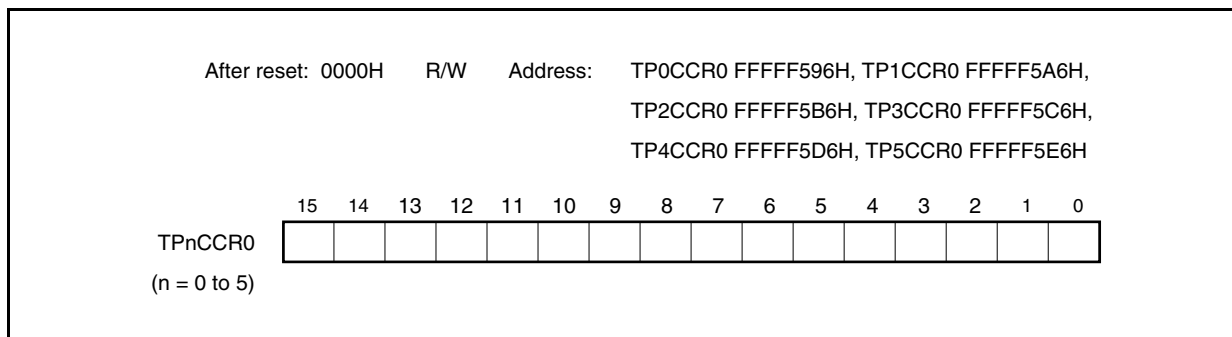 After reset: 0000H R/W Address: TP0CCR0 FFFFF596H, TP1CCR0 FFFFF5A6H,
TP2CCR0 FFFFF5B6H, TP3CCR0 FFFFF5C6H,
TP4CCR0 FFFFF5D6H, TP5CCR0 FFFFF5E6H
15 14 13 12 11 10 9 8 7 6 5 4 3 2 1 0
TPnCCR0
(n = 0 to 5)